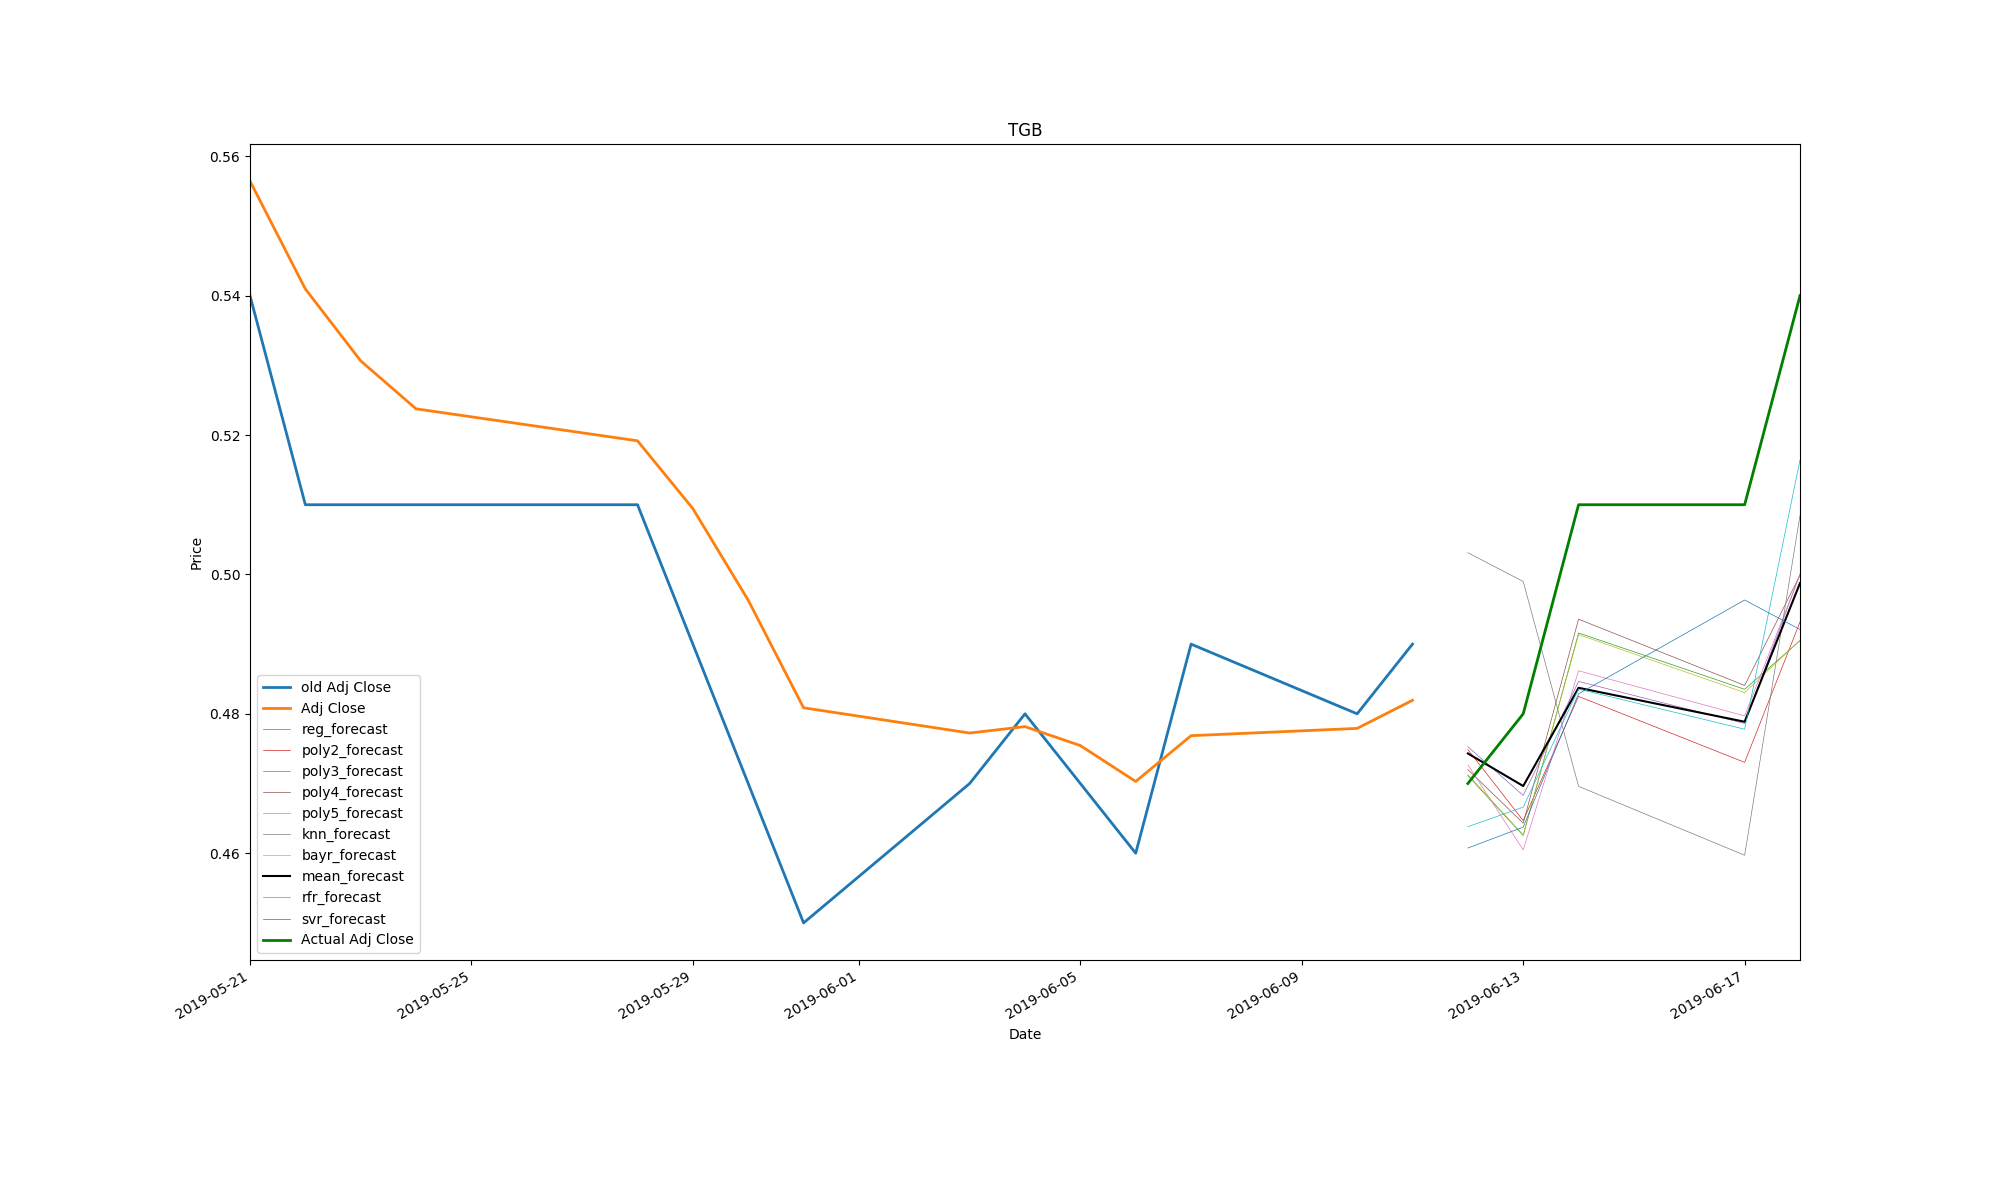 TGB
0.56
0.54
0.52
0.50
0.48
0.46
Price
old Adj Close
Adj Close
reg_forecast
poly2_forecast
poly3_forecast
poly4_forecast
poly5_forecast
knn_forecast
bayr_forecast
mean_forecast
rfr_forecast
svr_forecast
Actual Adj Close
2019-05-21
2019-05-25
2019-05-29
2019-06-01
2019-06-05
2019-06-09
2019-06-13
2019-06-17
Date